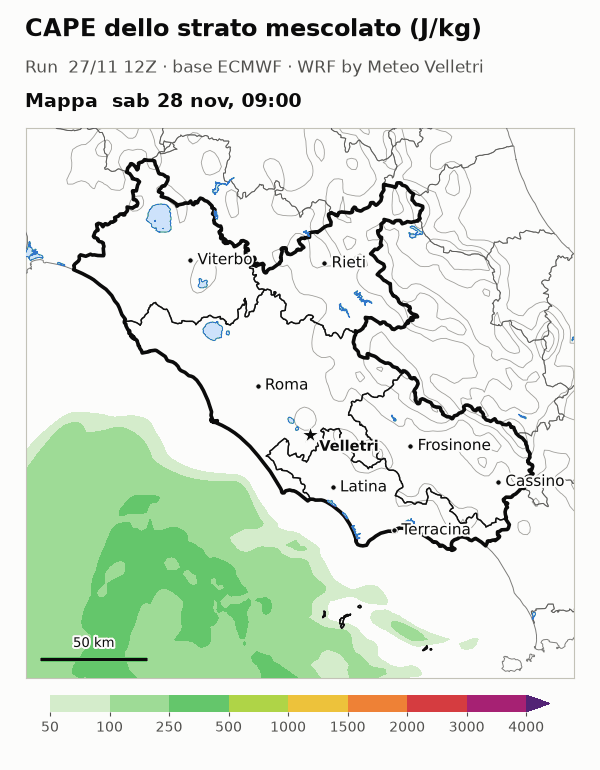 CAPE dello strato mescolato (J/kg)
Run  27/11 12Z · base ECMWF · WRF by Meteo Velletri
Mappa  sab 28 nov, 09:00
Viterbo
Rieti
Roma
Velletri
Frosinone
Cassino
Latina
Terracina
50 km
50 100 250 500 1000 1500 2000 3000 4000